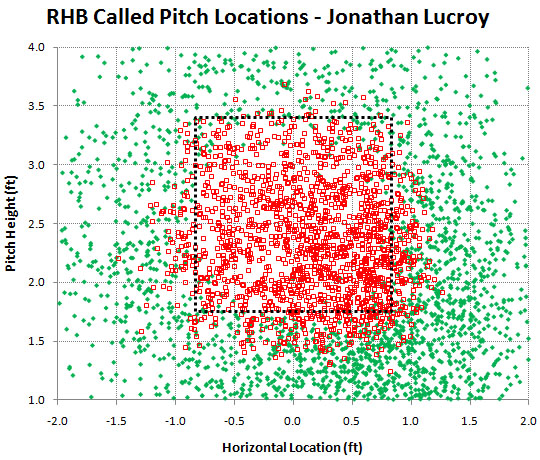 RHB Called Pitch Locations - Jonathan Lucroy
4.0
3.5
3.0
2.5
2.0
1.5
1.0
Pitch Height (ft)
-2.0 -1.5 -1.0 -0.5 0.0 0.5 1.0 1.5 2.0
Horizontal Location (ft)